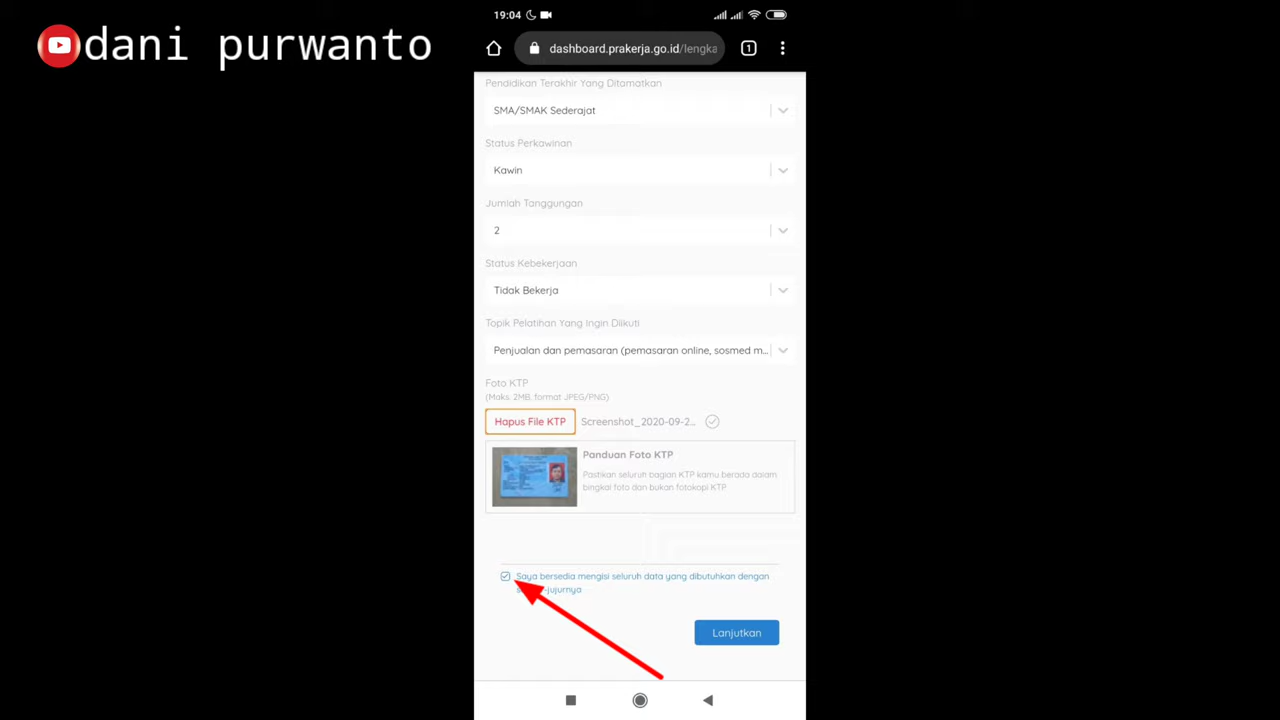 dani purwanto
19:04
dashboard.prakerja.go.id/lengka
1
Pendidikan Terakhir Yang Ditamatkan
SMA/SMAK Sederajat
Status Perkawinan
Kawin
Jumlah Tanggungan
2
Status Kebekerjaan
Tidak Bekerja
Topik Pelatihan Yang Ingin Diikuti
Penjualan dan pemasaran (pemasaran online, sosmed m...
Foto KTP
(Maks. 2MB, format JPEG/PNG)
Hapus File KTP
Screenshot_2020-09-2...
Panduan Foto KTP
Pastikan seluruh bagian KTP kamu berada dalam
bingkai foto dan bukan fotokopi KTP
Saya bersedia mengisi seluruh data yang dibutuhkan dengan
-jujurnya
Lanjutkan